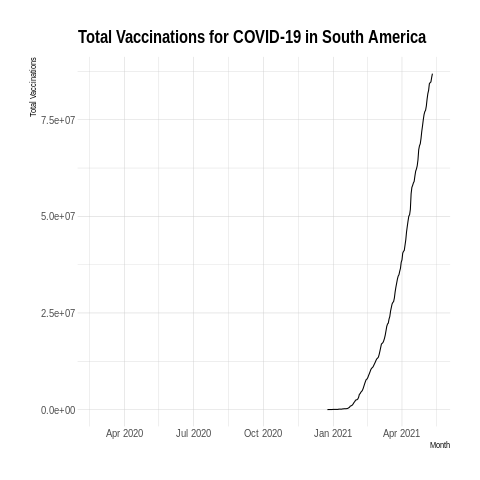 Total Vaccinations for COVID-19 in South America
Total Vaccinations
7.5e+07
5.0e+07
2.5e+07
0.0e+00
Apr 2020
Jul 2020
Oct 2020
Jan 2021
Apr 2021
Month